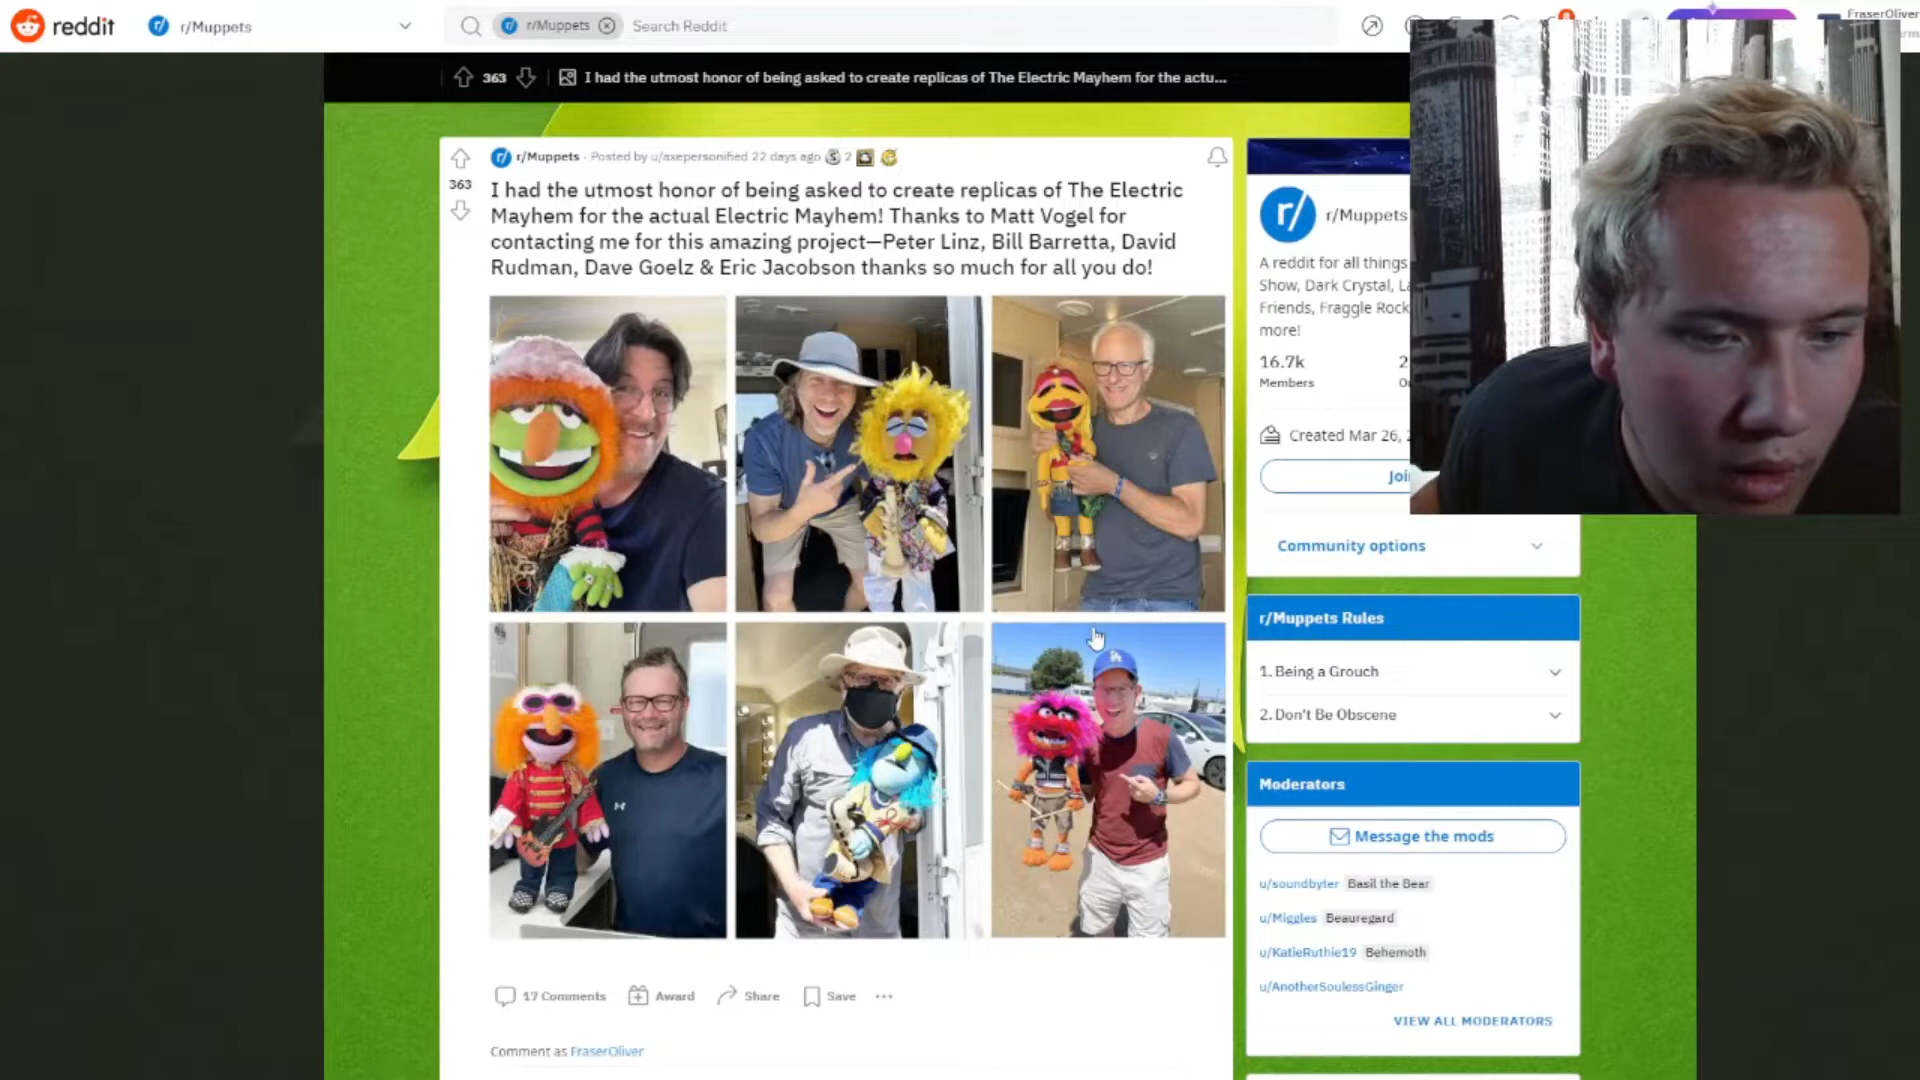 reddit
r/Muppets
r/Muppets
Search Reddit
FraserOliver
363
I had the utmost honor of being asked to create replicas of The Electric Mayhem for the actu...
r/Muppets · Posted by u/axepersonified 22 days ago
2
363
I had the utmost honor of being asked to create replicas of The Electric
Mayhem for the actual Electric Mayhem! Thanks to Matt Vogel for
contacting me for this amazing project—Peter Linz, Bill Barretta, David
Rudman, Dave Goelz & Eric Jacobson thanks so much for all you do!
17 Comments
Award
Share
Save
Comment as FraserOliver
r/
r/Muppets
A reddit for all things
Show, Dark Crystal,
Friends, Fraggle Rock
more!
16.7k
Members
Created Mar 26,
Community options
r/Muppets Rules
1. Being a Grouch
2. Don't Be Obscene
Moderators
Message the mods
u/soundbyter Basil the Bear
u/Miggles Beauregard
u/KatieRuthie19 Behemoth
u/AnotherSoulessGinger
VIEW ALL MODERATORS